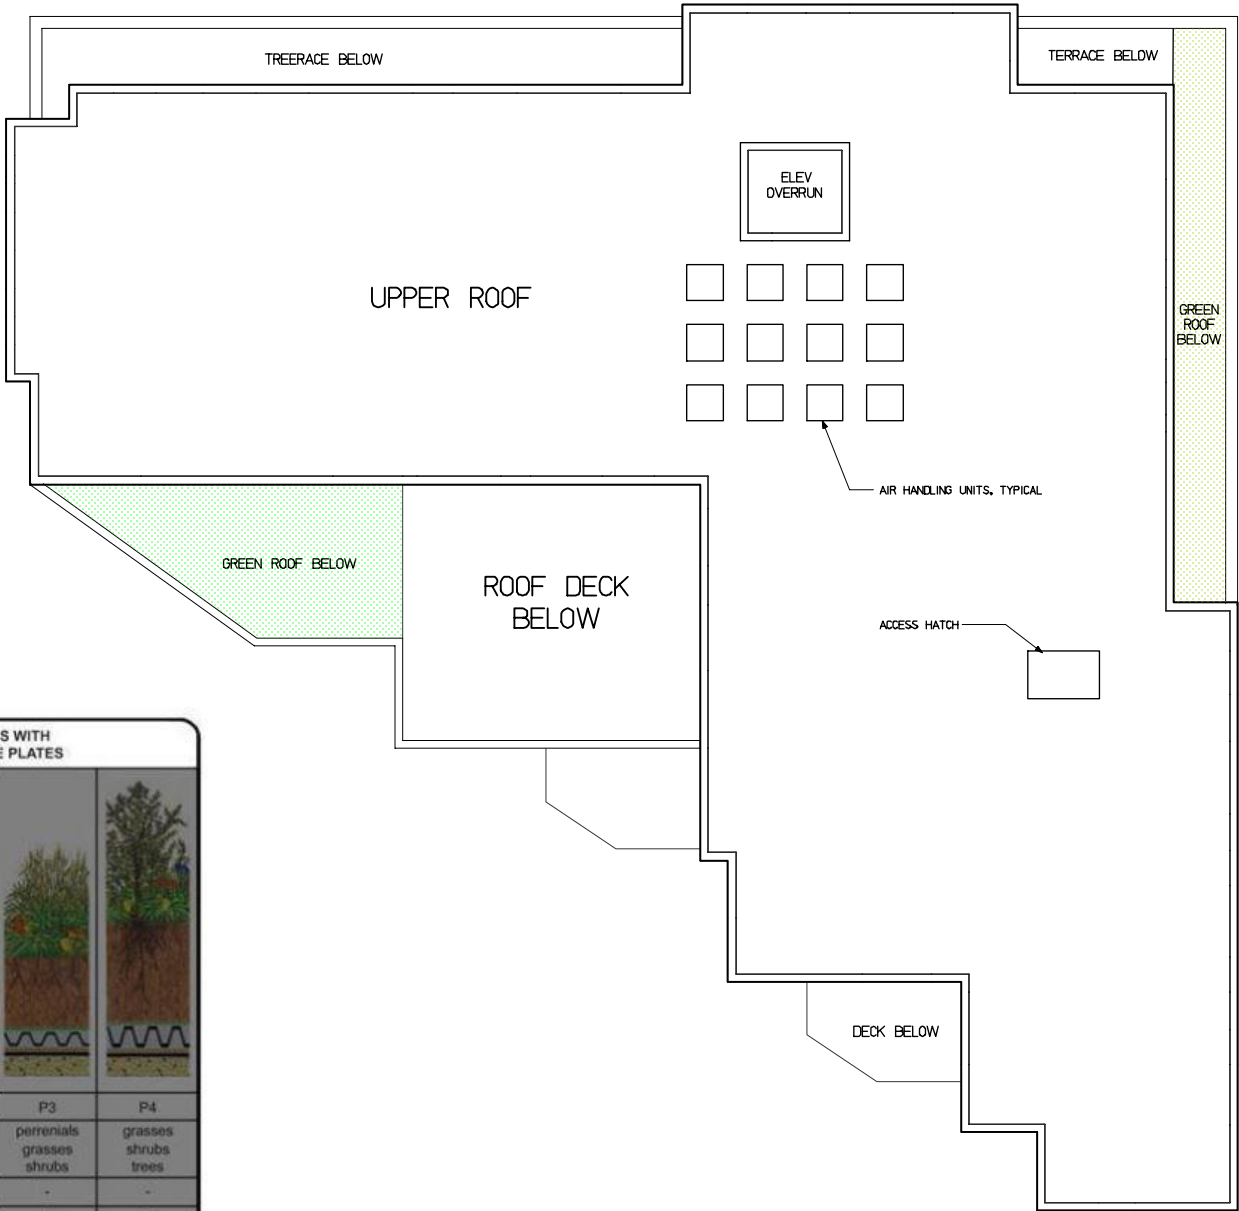 TREERACE BELOW
TERRACE BELOW
ELEV
OVERRUN
UPPER ROOF
GREEN
ROOF
BELOW
AIR HANDLING UNITS, TYPICAL
GREEN ROOF BELOW
ROOF DECK
BELOW
ACCESS HATCH
DECK BELOW
S WITH
E PLATES
P3
P4
perrenials
grasses
shrubs
grasses
shrubs
trees
-
-